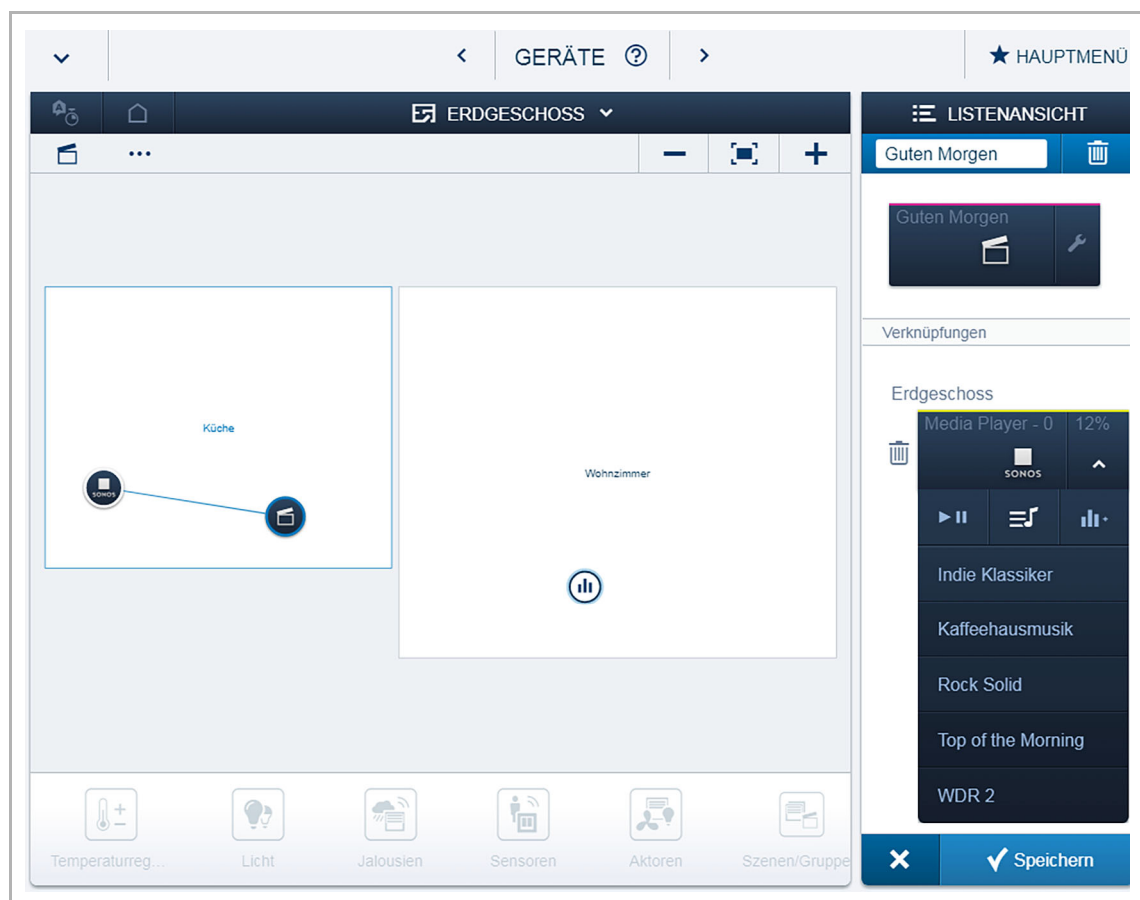 GERÄTE
HAUPTMENÜ
ERDGESCHOSS
LISTENANSICHT
Guten Morgen
Guten Morgen
Verknüpfungen
Erdgeschoss
Media Player - 0 12%
SONOS
Indie Klassiker
Kaffeehausmusik
Rock Solid
Top of the Morning
WDR 2
Speichern
Küche
SONOS
Wohnzimmer
Temperaturreg...
Licht
Jalousien
Sensoren
Aktoren
Szenen/Gruppe